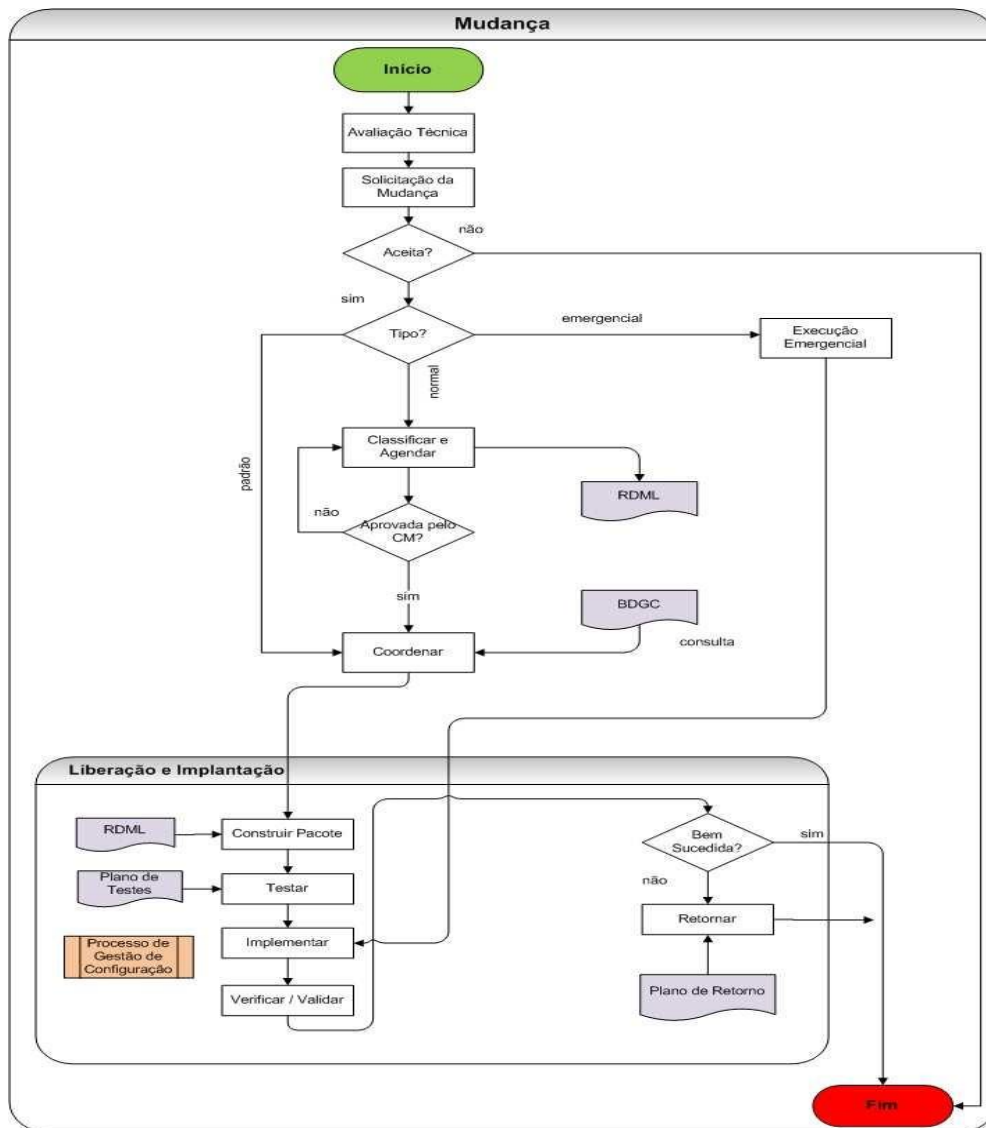 Mudança
Início
Avaliação Técnica
Solicitação da
Mudança
não
Aceita?
sim
Tipo?
emergencial
Execução
Emergencial
normal
padrão
Classificar e
Agendar
RDML
não
Aprovada pelo
CM?
sim
BDGC
consulta
Coordenar
Liberação e Implantação
RDML
Construir Pacote
Bem
Sucedida?
sim
Plano de
Testes
Testar
não
Retornar
Processo de
Gestão de
Configuração
Implementar
Verificar / Validar
Plano de Retorno
Fim